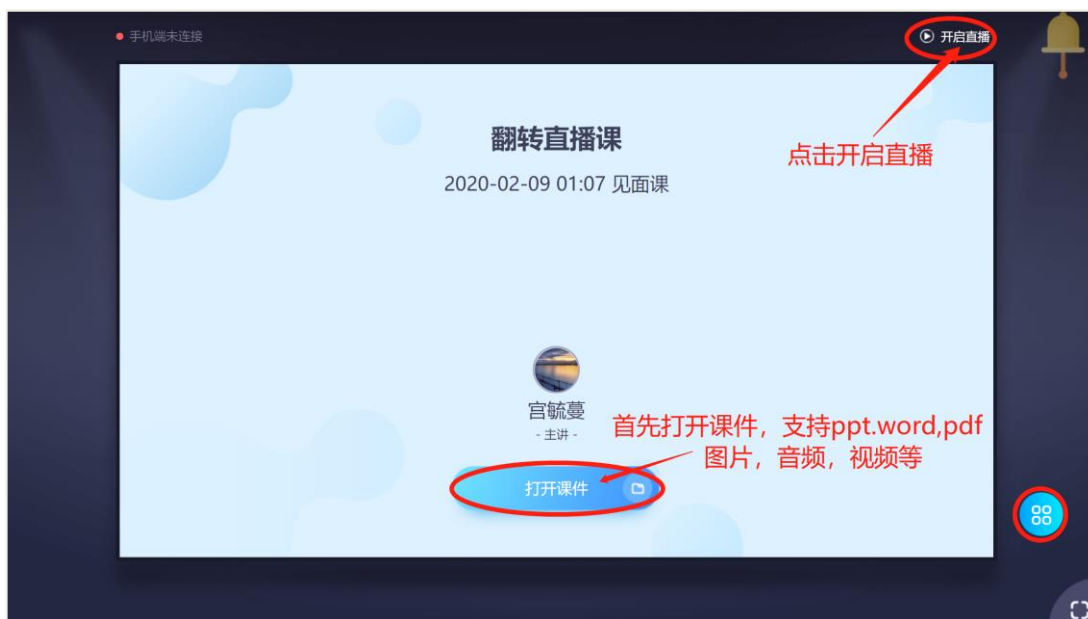 手机端未连接
开启直播
翻转直播课
点击开启直播
2020-02-09 01:07 见面课
宫毓蔓
- 主讲 -
首先打开课件，支持ppt.word,pdf
图片，音频，视频等
打开课件